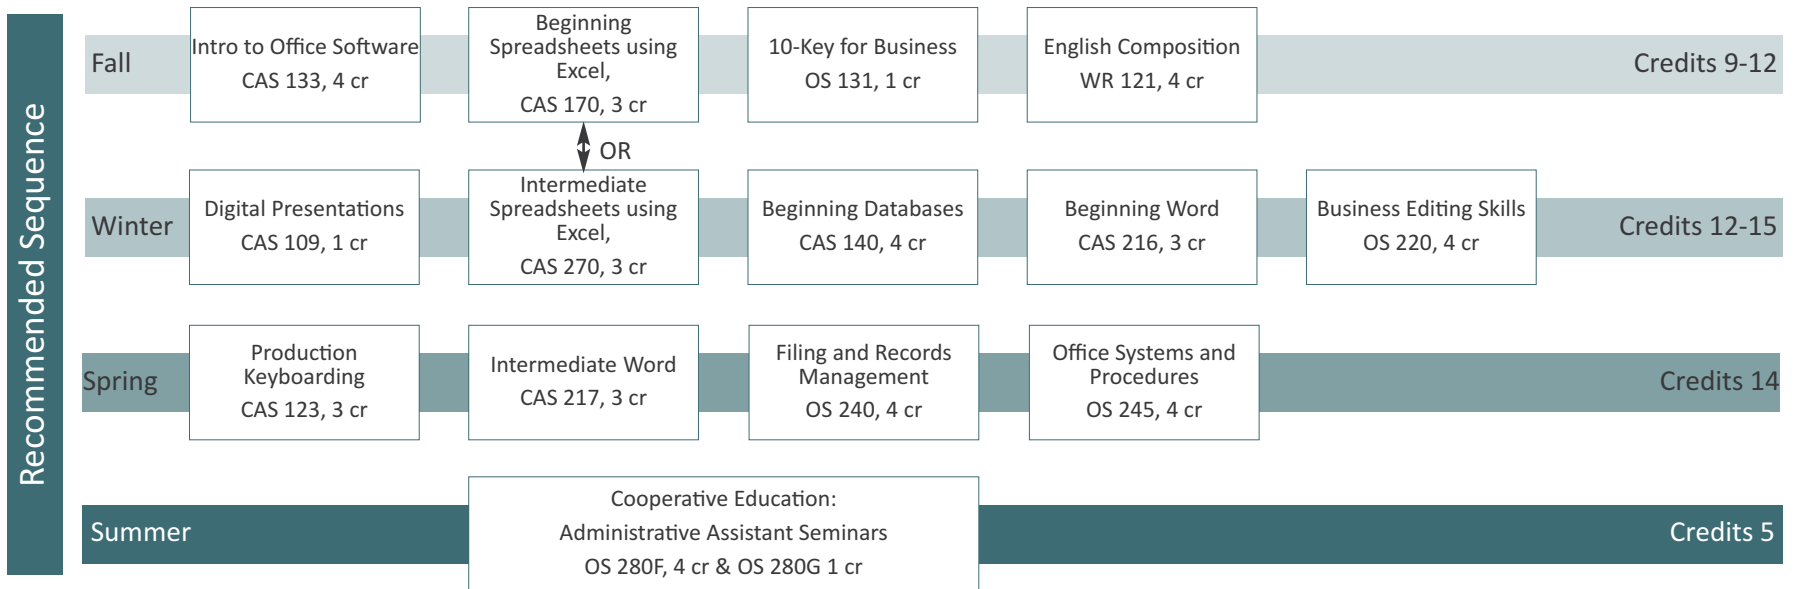 Recommended Sequence
Fall
Intro to Office Software
CAS 133, 4 cr
Beginning
Spreadsheets using
Excel,
CAS 170, 3 cr
10-Key for Business
OS 131, 1 cr
English Composition
WR 121, 4 cr
Credits 9-12
OR
Winter
Digital Presentations
CAS 109, 1 cr
Intermediate
Spreadsheets using
Excel,
CAS 270, 3 cr
Beginning Databases
CAS 140, 4 cr
Beginning Word
CAS 216, 3 cr
Business Editing Skills
OS 220, 4 cr
Credits 12-15
Spring
Production
Keyboarding
CAS 123, 3 cr
Intermediate Word
CAS 217, 3 cr
Filing and Records
Management
OS 240, 4 cr
Office Systems and
Procedures
OS 245, 4 cr
Credits 14
Summer
Cooperative Education:
Administrative Assistant Seminars
OS 280F, 4 cr & OS 280G 1 cr
Credits 5